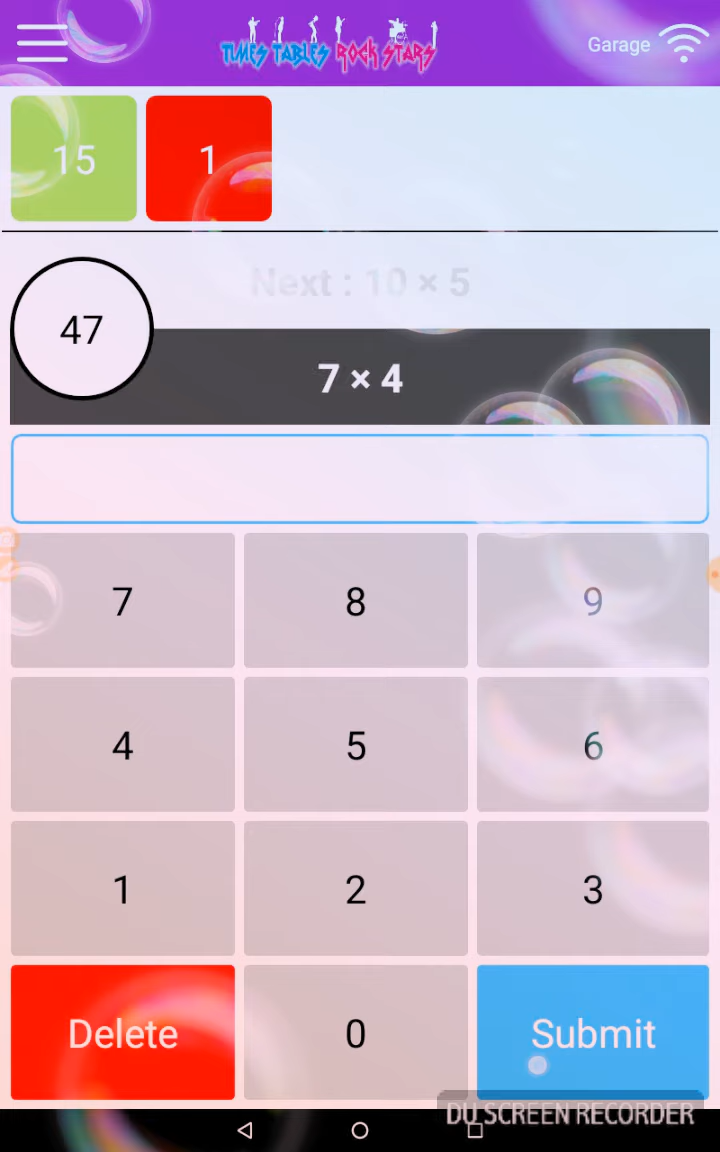 TIMES TABLES ROCK STARS
Garage
15
1
Next : 10 × 5
47
7 × 4
7
8
9
4
5
6
1
2
3
Delete
0
Submit
DU SCREEN RECORDER